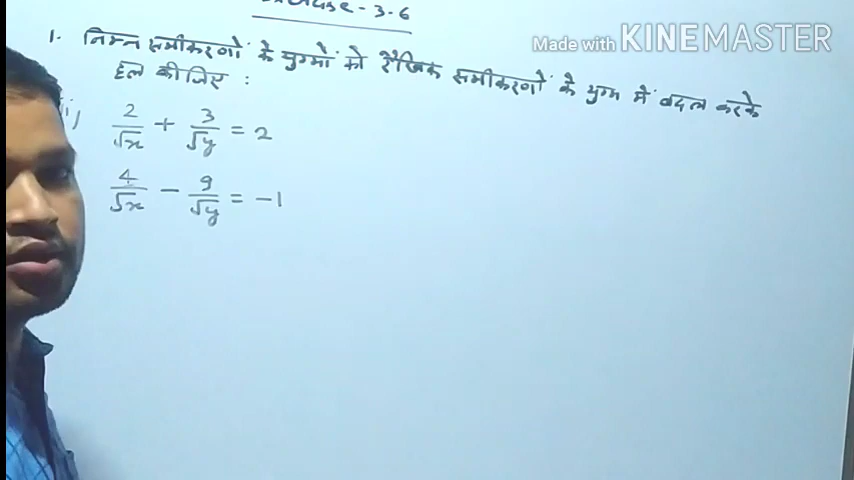 - 3.6
Made with KINEMASTER
1. निम्न समीकरणों के युग्मों को रैखिक समीकरणों के युग्म में बदल करके
हल कीजिए :
2/√x + 3/√y = 2
4/√x - 9/√y = -1